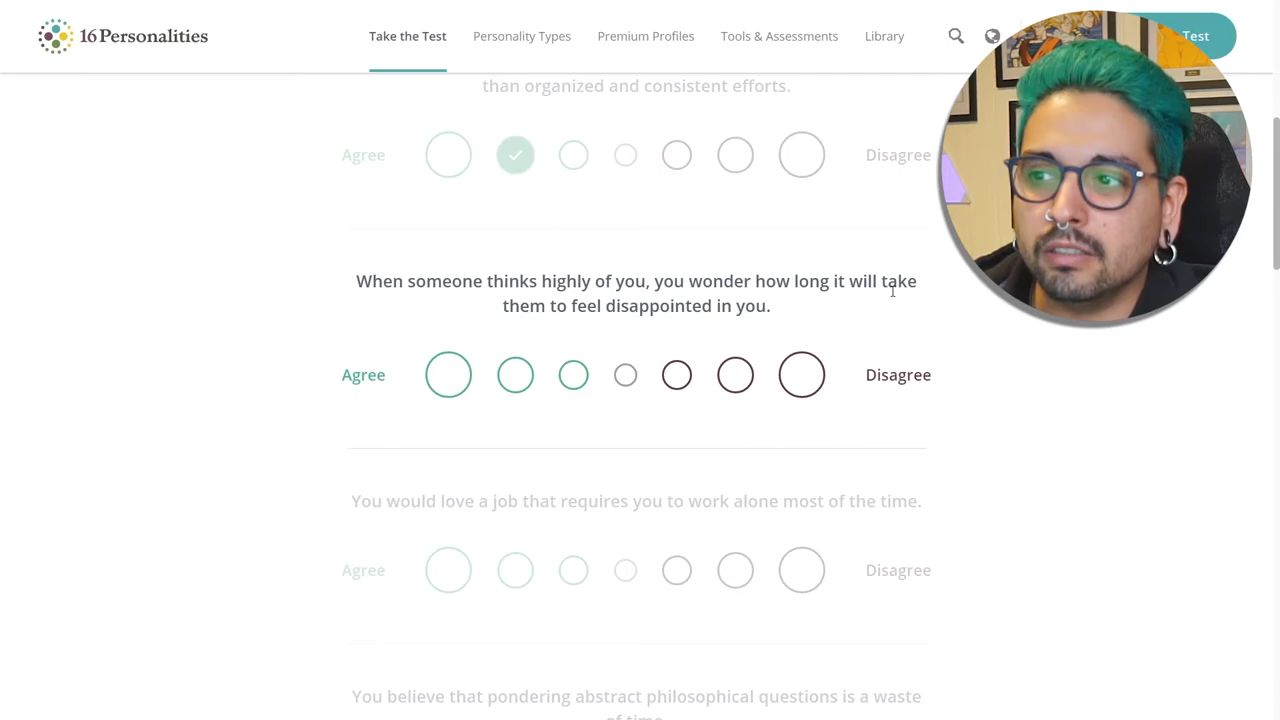 16Personalities
Take the Test
Personality Types
Premium Profiles
Tools & Assessments
Library
Test
than organized and consistent efforts.
Agree
Disagree
When someone thinks highly of you, you wonder how long it will take
them to feel disappointed in you.
Agree
Disagree
You would love a job that requires you to work alone most of the time.
Agree
Disagree
You believe that pondering abstract philosophical questions is a waste
of time.